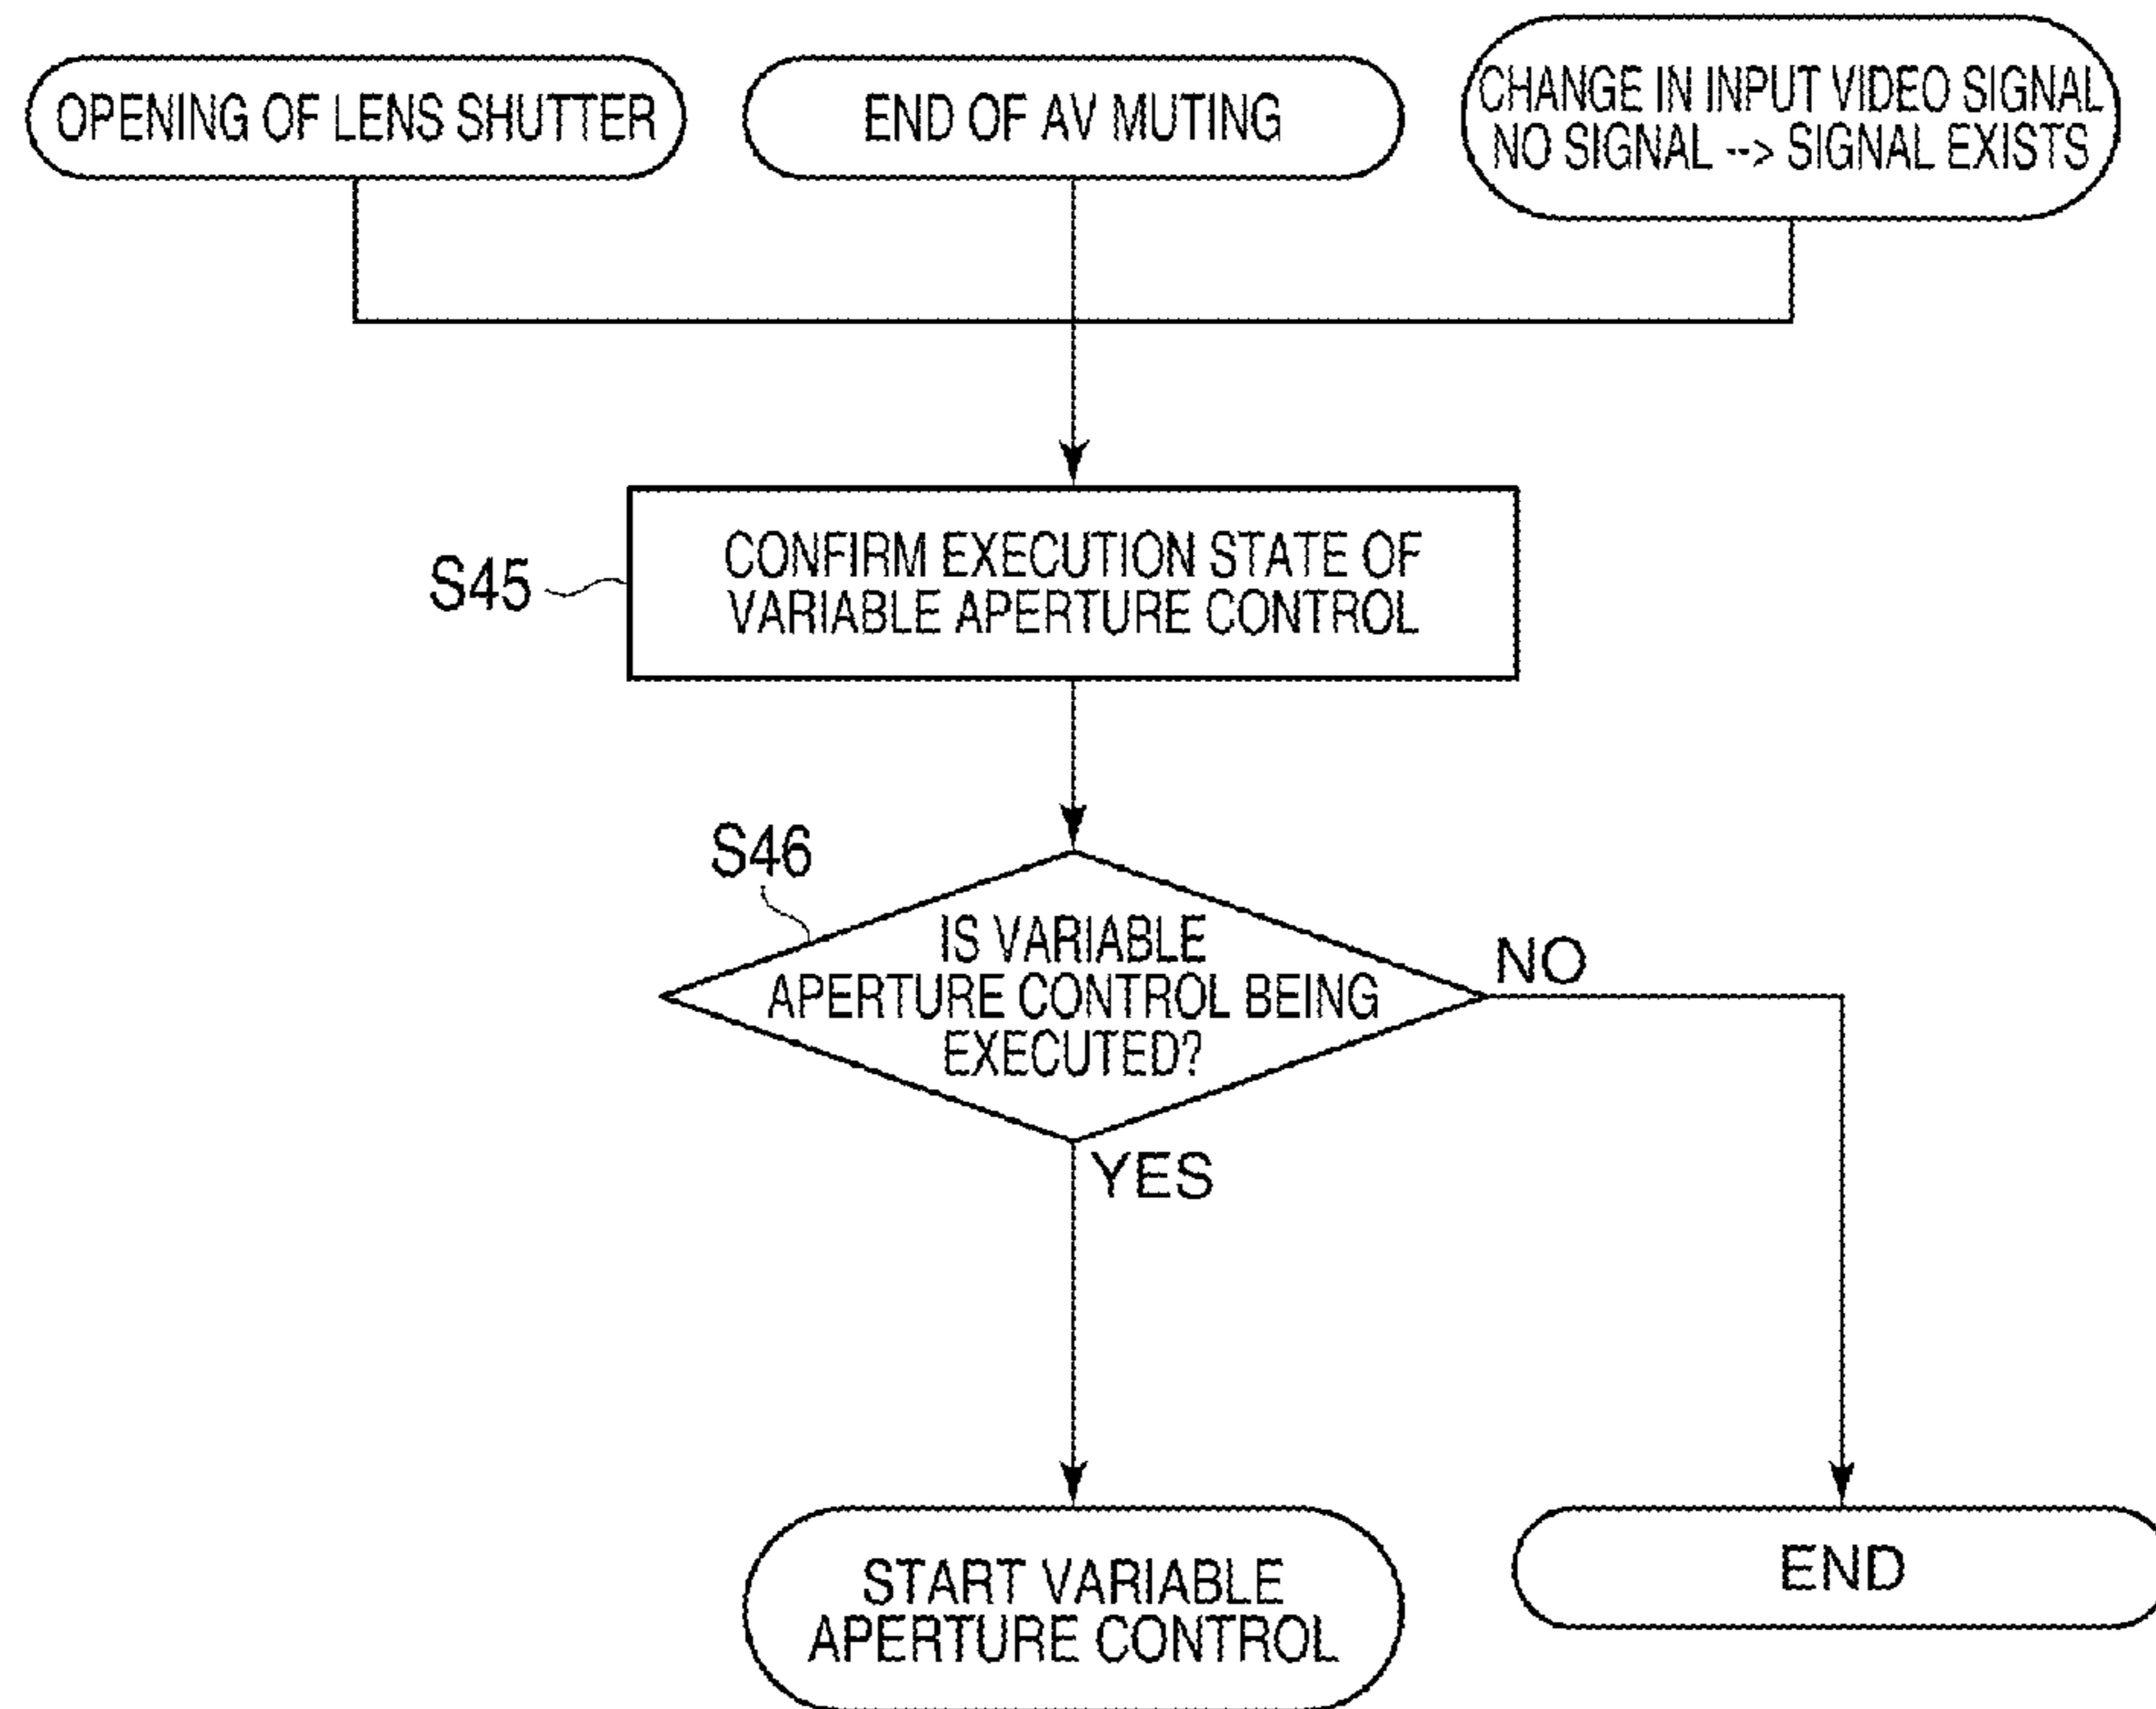 OPENING OF LENS SHUTTER
END OF AV MUTING
CHANGE IN INPUT VIDEO SIGNAL
NO SIGNAL --> SIGNAL EXISTS
S45
CONFIRM EXECUTION STATE OF
VARIABLE APERTURE CONTROL
S46
IS VARIABLE
APERTURE CONTROL BEING
EXECUTED?
NO
YES
START VARIABLE
APERTURE CONTROL
END